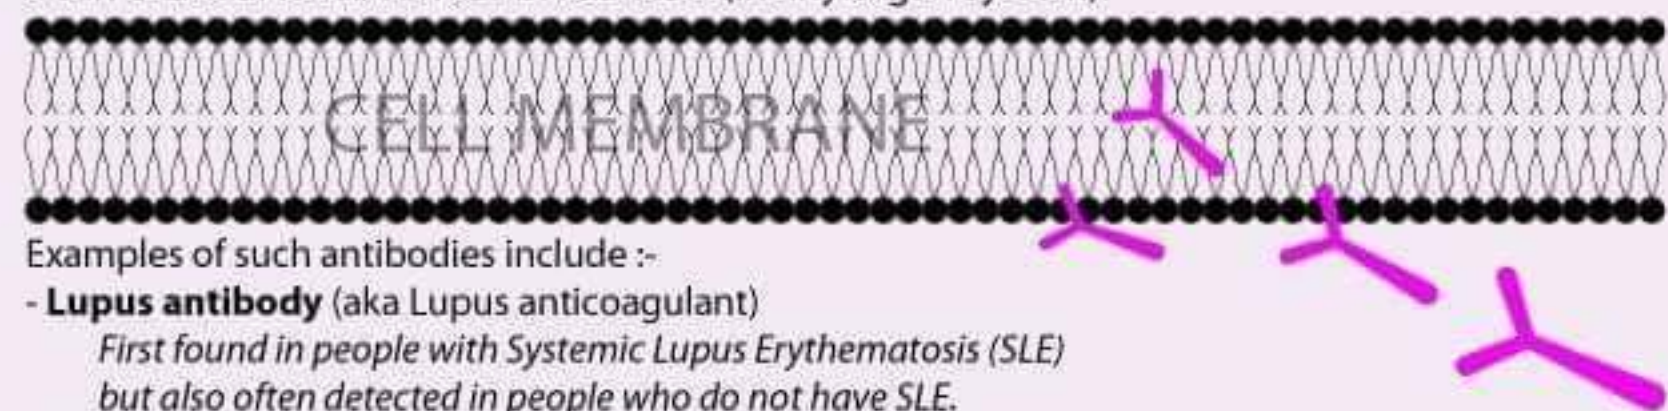 CELL MEMBRANE
Examples of such antibodies include :-
- Lupus antibody (aka Lupus anticoagulant)
First found in people with Systemic Lupus Erythematosis (SLE)
but also often detected in people who do not have SLE.